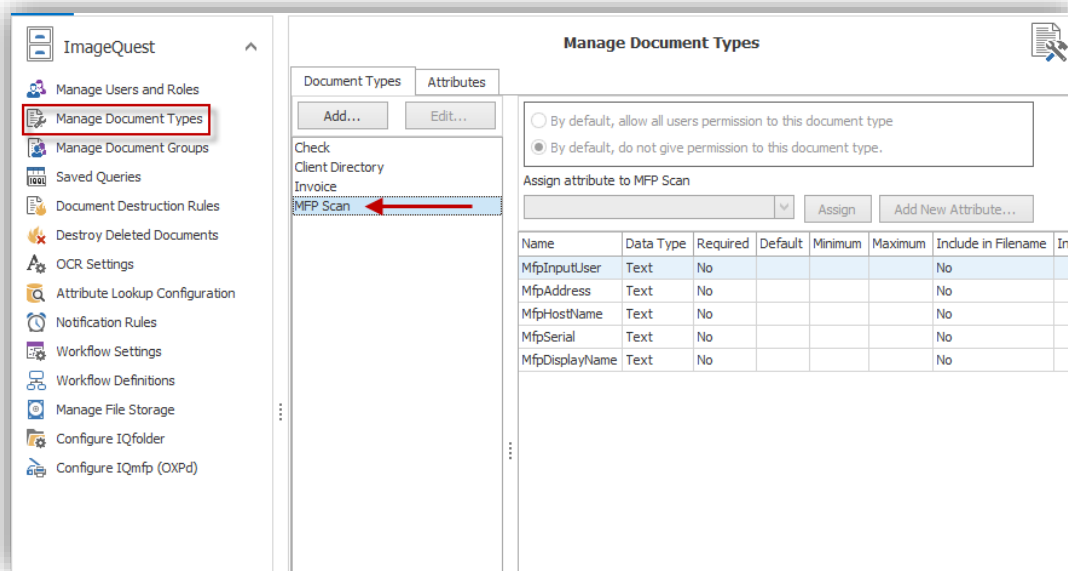 ImageQuest
Manage Users and Roles
Manage Document Types
Manage Document Groups
Saved Queries
Document Destruction Rules
Destroy Deleted Documents
OCR Settings
Attribute Lookup Configuration
Notification Rules
Workflow Settings
Workflow Definitions
Manage File Storage
Configure IQfolder
Configure IQmfp (OXPd)
Manage Document Types
Document Types Attributes
Add... Edit...
Check
Client Directory
Invoice
MFP Scan
By default, allow all users permission to this document type
By default, do not give permission to this document type.
Assign attribute to MFP Scan
Assign Add New Attribute...
Name Data Type Required Default Minimum Maximum Include in Filename In
MfpInputUser Text No No
MfpAddress Text No No
MfpHostName Text No No
MfpSerial Text No No
MfpDisplayName Text No No